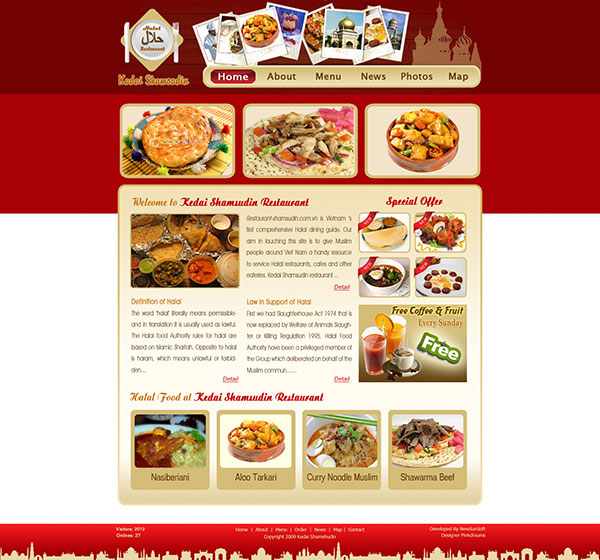 Halal
حلال
Restaurant
Kedai Shamsudin
Home About Menu News Photos Map
Welcome to Kedai Shamsudin Restaurant
Restaurant-shamsudin.com.vn is Vietnam 's
first comprehensive Halal dining guide. Our
aim in lauching this site is to give Muslim
people around Viet Nam a handy resource
to service Halal restaurants, cafes and other
eateries. Kedai Shamsudin restaurant ...
Detail
Special Offer
Definition of Halal
The word 'halal' literally means permissible-
and in translation it is usually used as lawful.
The Halal food Authority rules for halal are
based on Islamic Shariah. Opposite to halal
is haram, which means unlawful or forbid-
den....
Detail
Law in Support of Halal
First we had Slaughterhouse Act 1974 that is
now replaced by Welfare of Animals Slaugh-
ter or Killing Regulation 1995. Halal Food
Authority have been a privileged member of
the Group which deliberated on behalf of the
Muslim commun.......
Detail
Free Coffee & Fruit
Every Sunday
Free
Halal Food at Kedai Shamsudin Restaurant
Nasiberiani
Aloo Tarkari
Curry Noodle Muslim
Shawarma Beef
Visitors: 2012
Onlines: 27
Home | About | Menu | Order | News | Map | Contact
Copyright 2009 Kedai Shamshudin
Developed By NewSunSoft
Designer Pinkdreams